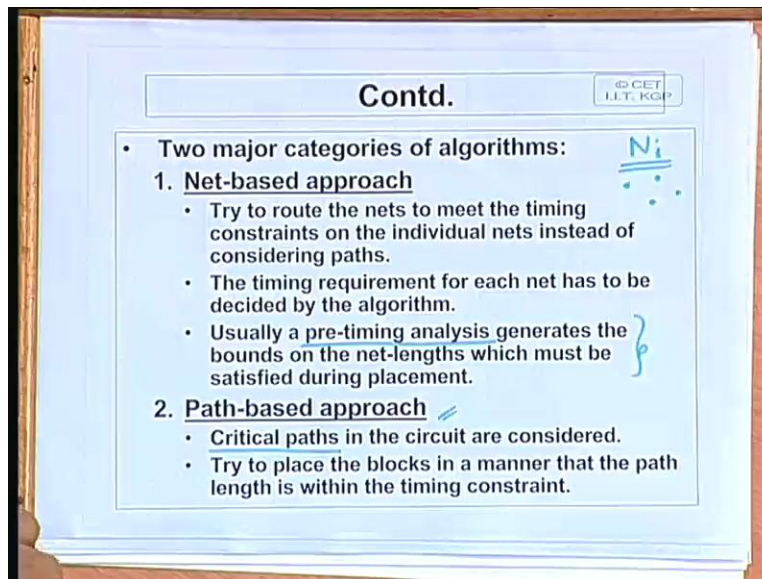 Contd.
© CET
I.I.T. KGP
• Two major categories of algorithms:
Ni
1. Net-based approach
• Try to route the nets to meet the timing
constraints on the individual nets instead of
considering paths.
• The timing requirement for each net has to be
decided by the algorithm.
• Usually a pre-timing analysis generates the
bounds on the net-lengths which must be
satisfied during placement.
2. Path-based approach
• Critical paths in the circuit are considered.
• Try to place the blocks in a manner that the path
length is within the timing constraint.